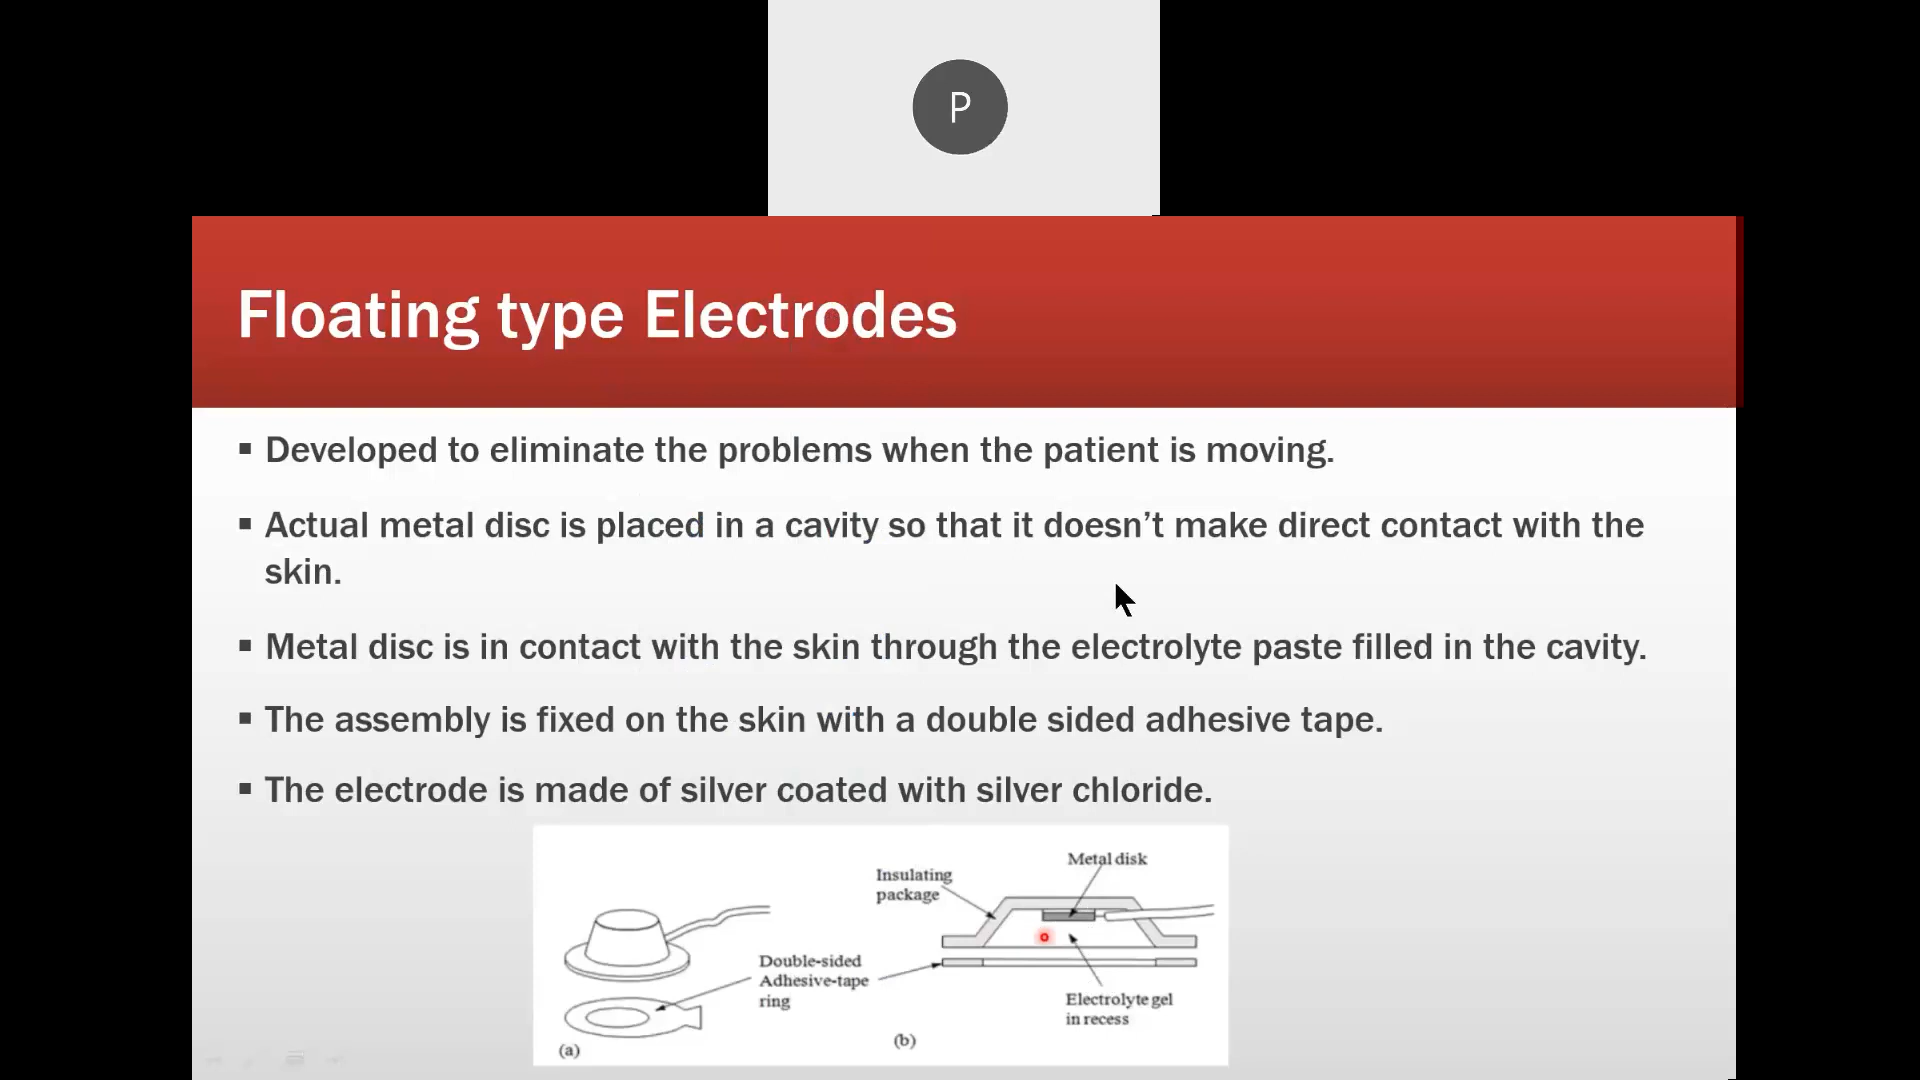 P
Floating type Electrodes
▪ Developed to eliminate the problems when the patient is moving.
▪ Actual metal disc is placed in a cavity so that it doesn’t make direct contact with the
skin.
▪ Metal disc is in contact with the skin through the electrolyte paste filled in the cavity.
▪ The assembly is fixed on the skin with a double sided adhesive tape.
▪ The electrode is made of silver coated with silver chloride.
Metal disk
Insulating
package
Double-sided
Adhesive-tape
ring
Electrolyte gel
in recess
(a)
(b)